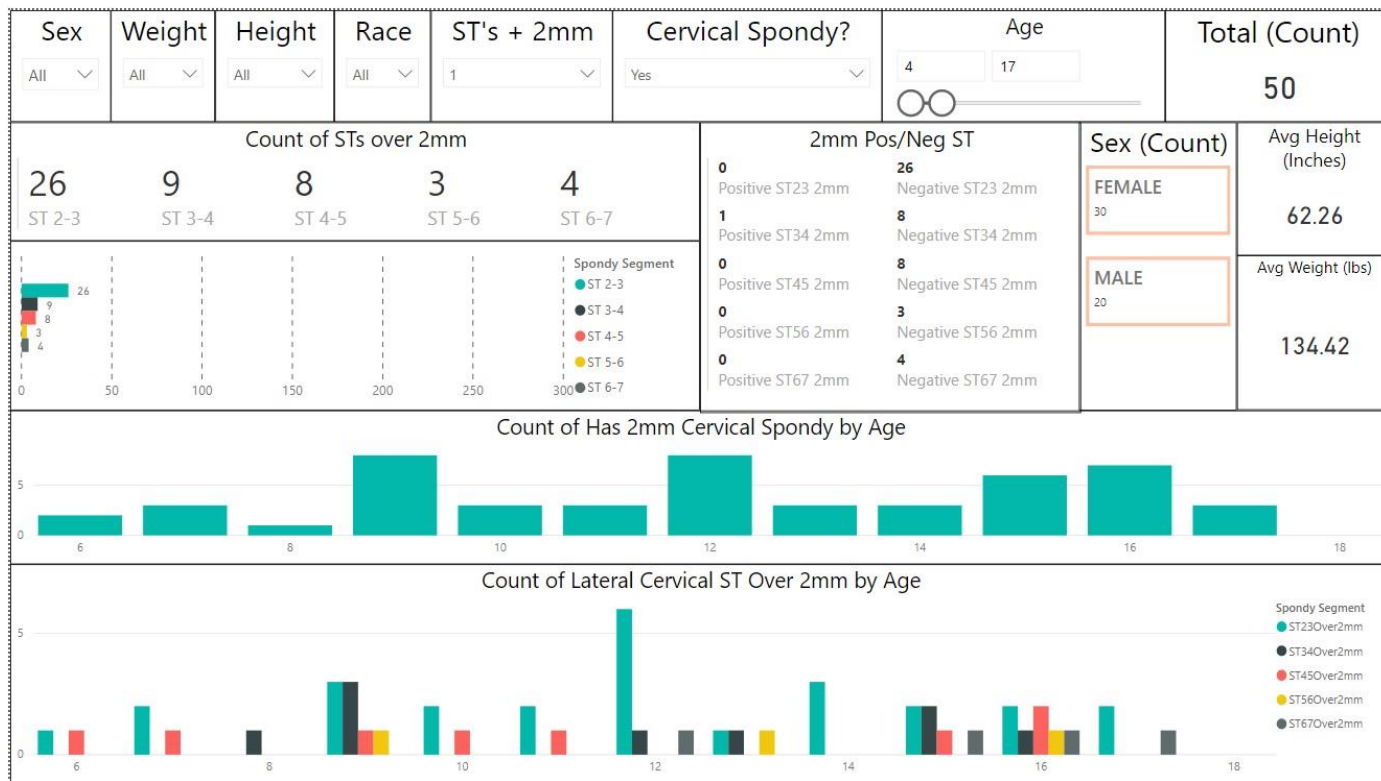 Sex
All
Weight
All
Height
All
Race
All
ST's + 2mm
1
Cervical Spondy?
Yes
Age
4 17
Total (Count)
50
Count of STs over 2mm
26 9 8 3 4
ST 2-3 ST 3-4 ST 4-5 ST 5-6 ST 6-7
26
9
8
3
4
0 50 100 150 200 250 300
Spondy Segment
ST 2-3
ST 3-4
ST 4-5
ST 5-6
ST 6-7
2mm Pos/Neg ST
0 26
Positive ST23 2mm Negative ST23 2mm
1 8
Positive ST34 2mm Negative ST34 2mm
0 8
Positive ST45 2mm Negative ST45 2mm
0 3
Positive ST56 2mm Negative ST56 2mm
0 4
Positive ST67 2mm Negative ST67 2mm
Sex (Count)
FEMALE
30
MALE
20
Avg Height
(Inches)
62.26
Avg Weight (lbs)
134.42
Count of Has 2mm Cervical Spondy by Age
5
0
6 8 10 12 14 16 18
Count of Lateral Cervical ST Over 2mm by Age
5
0
6 8 10 12 14 16 18
Spondy Segment
ST23Over2mm
ST34Over2mm
ST45Over2mm
ST56Over2mm
ST67Over2mm